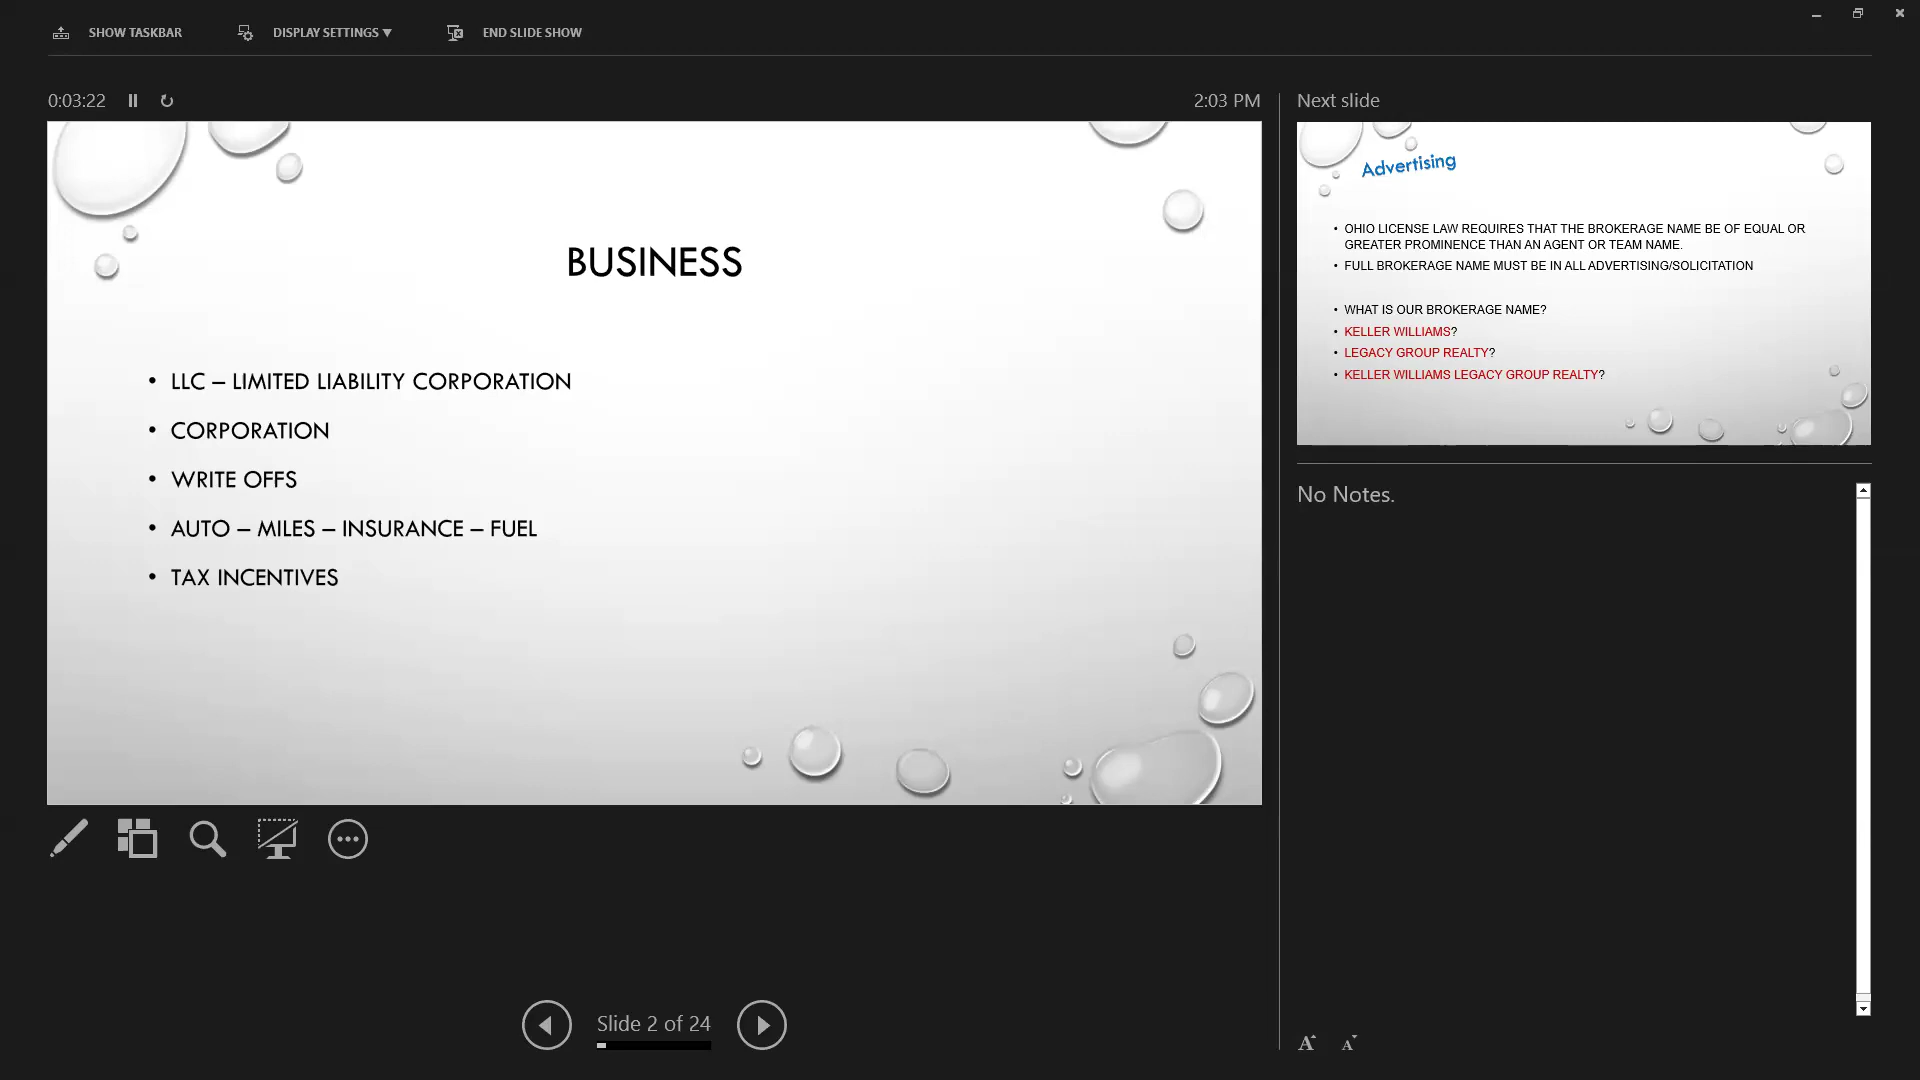 SHOW TASKBAR
DISPLAY SETTINGS ▼
END SLIDE SHOW
0:03:22
2:03 PM
BUSINESS
• LLC – LIMITED LIABILITY CORPORATION
• CORPORATION
• WRITE OFFS
• AUTO – MILES – INSURANCE – FUEL
• TAX INCENTIVES
Slide 2 of 24
Next slide
Advertising
• OHIO LICENSE LAW REQUIRES THAT THE BROKERAGE NAME BE OF EQUAL OR
GREATER PROMINENCE THAN AN AGENT OR TEAM NAME.
• FULL BROKERAGE NAME MUST BE IN ALL ADVERTISING/SOLICITATION
• WHAT IS OUR BROKERAGE NAME?
• KELLER WILLIAMS?
• LEGACY GROUP REALTY?
• KELLER WILLIAMS LEGACY GROUP REALTY?
No Notes.
A A